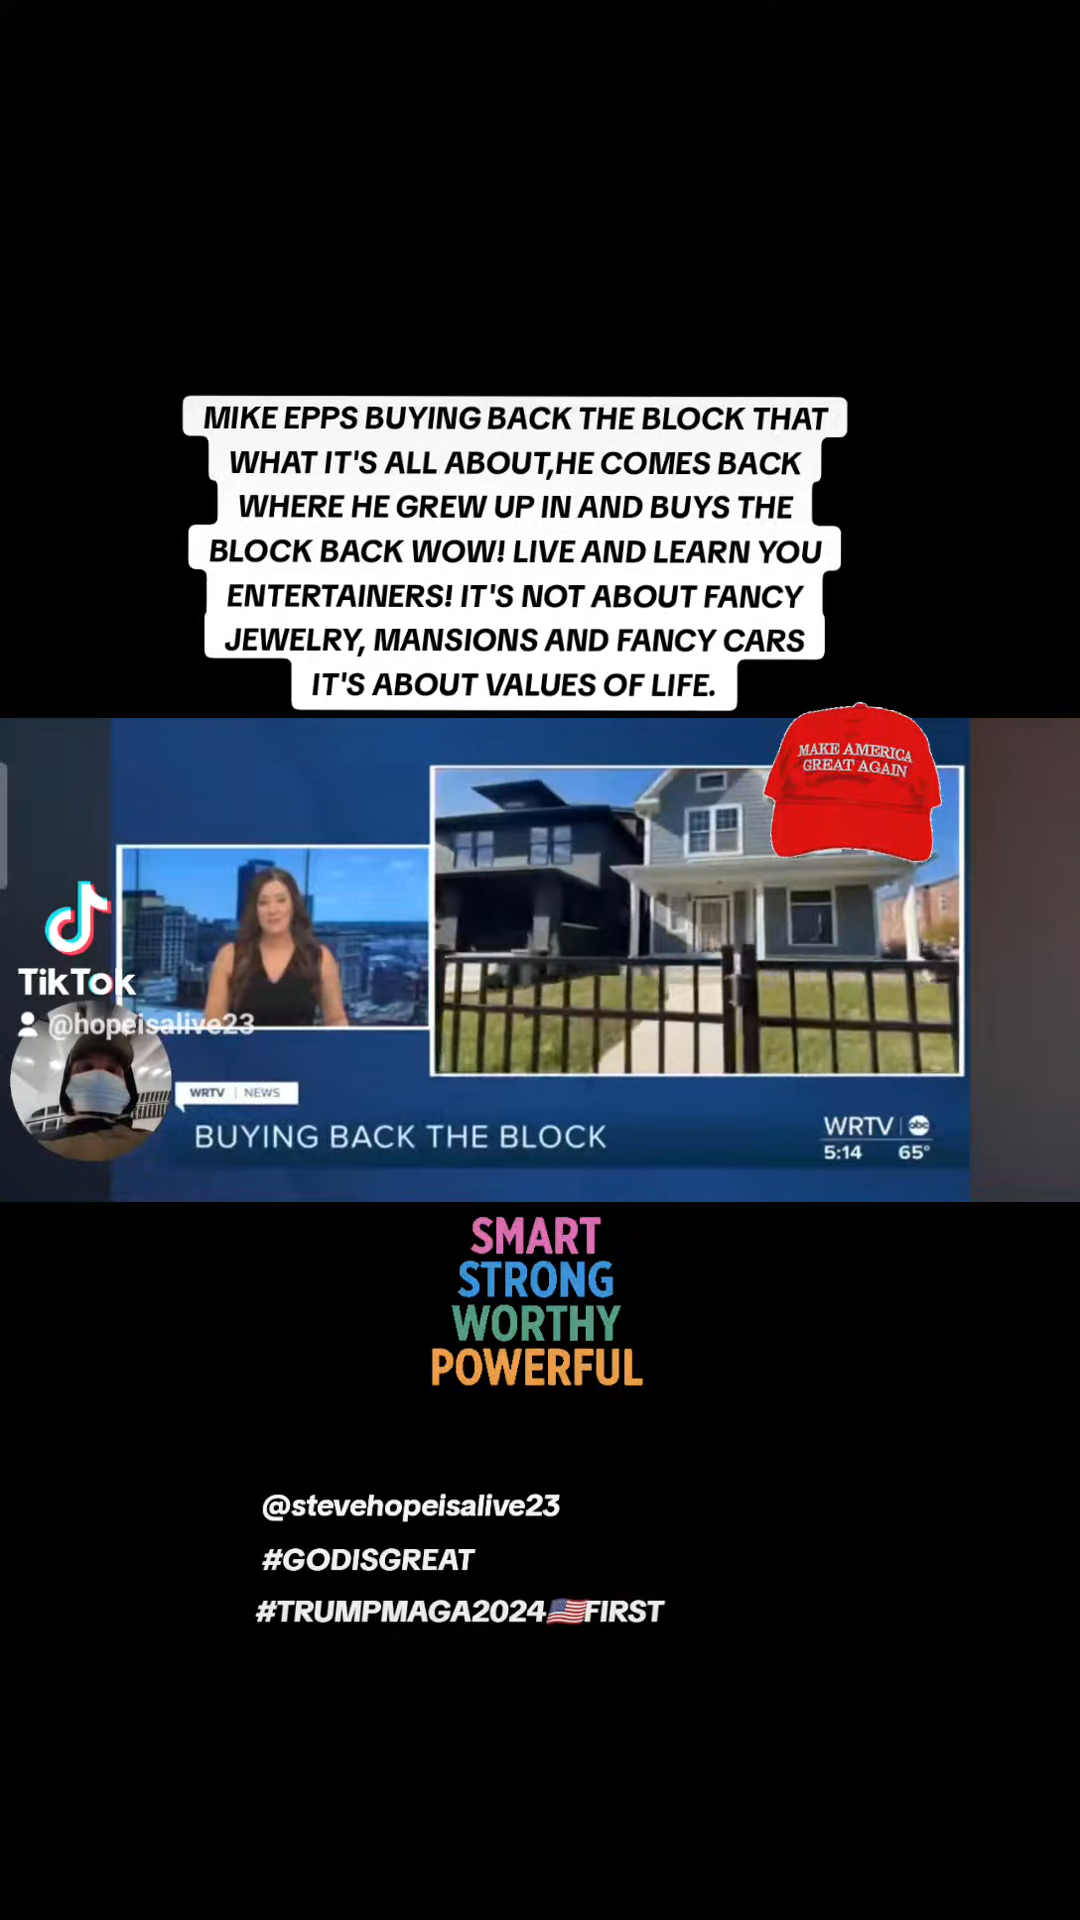 MIKE EPPS BUYING BACK THE BLOCK THAT
WHAT IT'S ALL ABOUT,HE COMES BACK
WHERE HE GREW UP IN AND BUYS THE
BLOCK BACK WOW! LIVE AND LEARN YOU
ENTERTAINERS! IT'S NOT ABOUT FANCY
JEWELRY, MANSIONS AND FANCY CARS
IT'S ABOUT VALUES OF LIFE.
MAKE AMERICA
GREAT AGAIN
TikTok
@hopeisalive23
WRTV | NEWS
BUYING BACK THE BLOCK
WRTV | abc
5:14 65°
SMART
STRONG
WORTHY
POWERFUL
@stevehopeisalive23
#GODISGREAT
#TRUMPMAGA2024🇺🇸FIRST